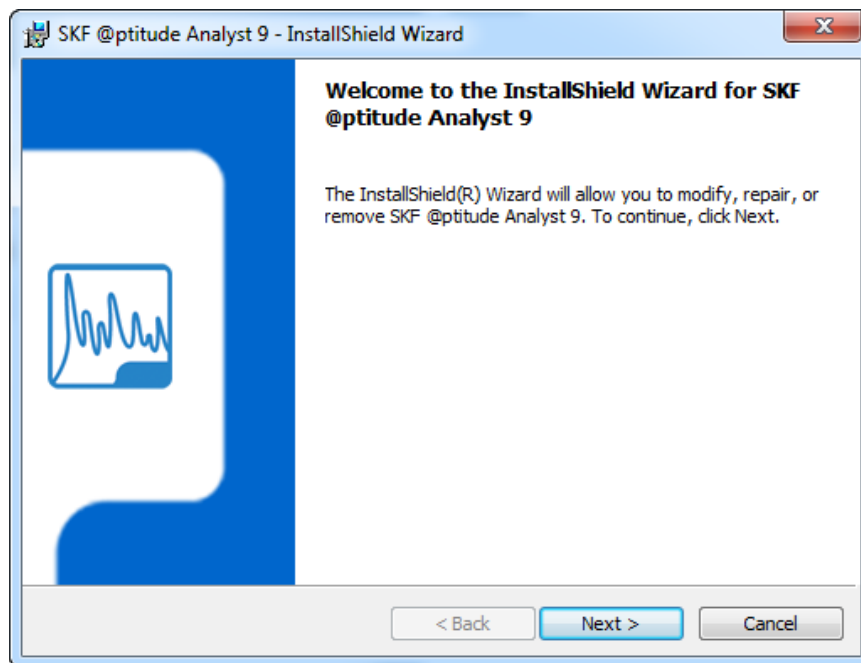 SKF @ptitude Analyst 9 - InstallShield Wizard
Welcome to the InstallShield Wizard for SKF
@ptitude Analyst 9
The InstallShield(R) Wizard will allow you to modify, repair, or
remove SKF @ptitude Analyst 9. To continue, click Next.
< Back
Next >
Cancel